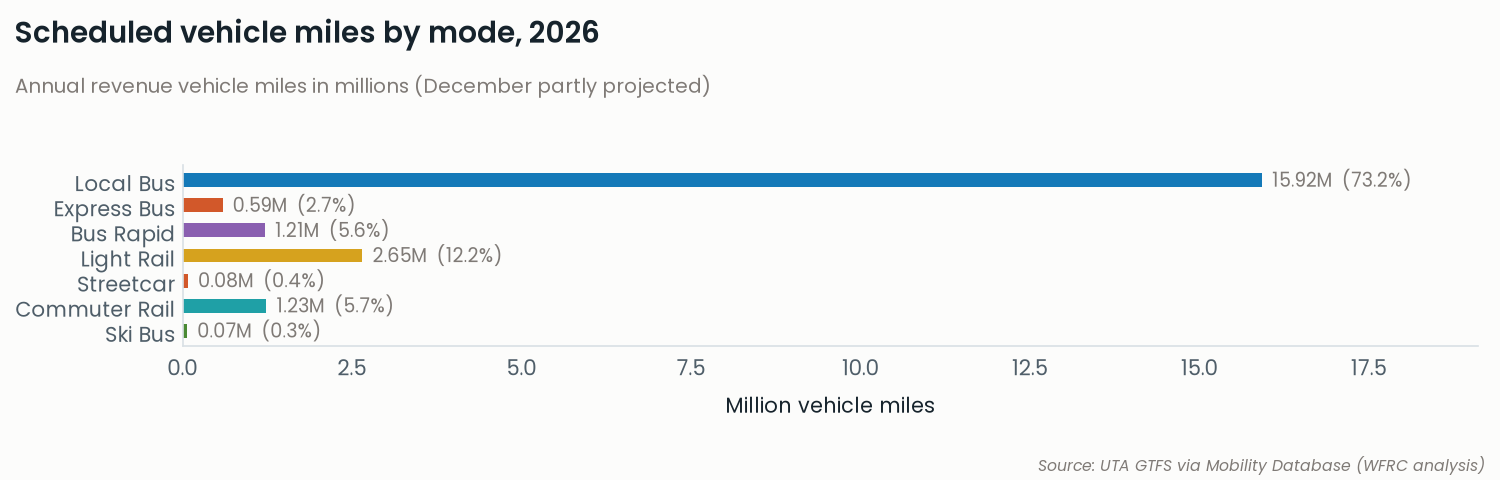 Scheduled vehicle miles by mode, 2026
Annual revenue vehicle miles in millions (December partly projected)
Local Bus 15.92M (73.2%)
Express Bus 0.59M (2.7%)
Bus Rapid 1.21M (5.6%)
Light Rail 2.65M (12.2%)
Streetcar 0.08M (0.4%)
Commuter Rail 1.23M (5.7%)
Ski Bus 0.07M (0.3%)
0.0 2.5 5.0 7.5 10.0 12.5 15.0 17.5
Million vehicle miles
Source: UTA GTFS via Mobility Database (WFRC analysis)